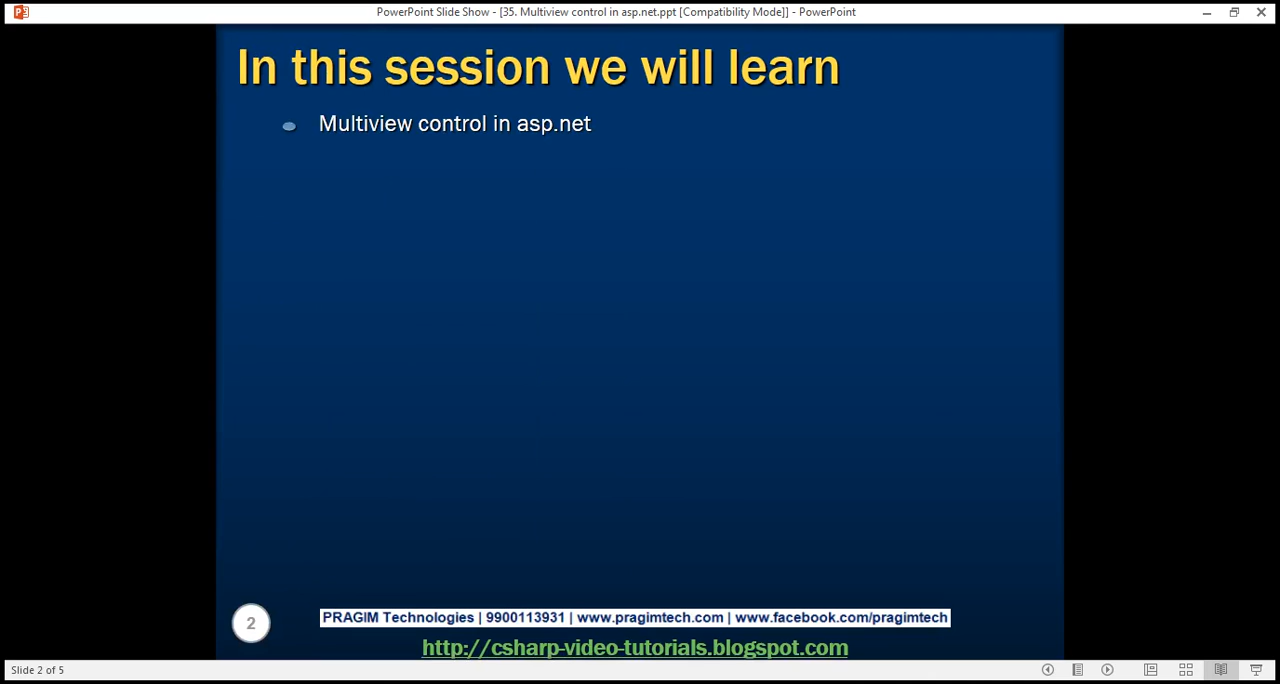 PowerPoint Slide Show - [35. Multiview control in asp.net.ppt [Compatibility Mode]] - PowerPoint
In this session we will learn
Multiview control in asp.net
2
PRAGIM Technologies | 9900113931 | www.pragimtech.com | www.facebook.com/pragimtech
http://csharp-video-tutorials.blogspot.com
Slide 2 of 5